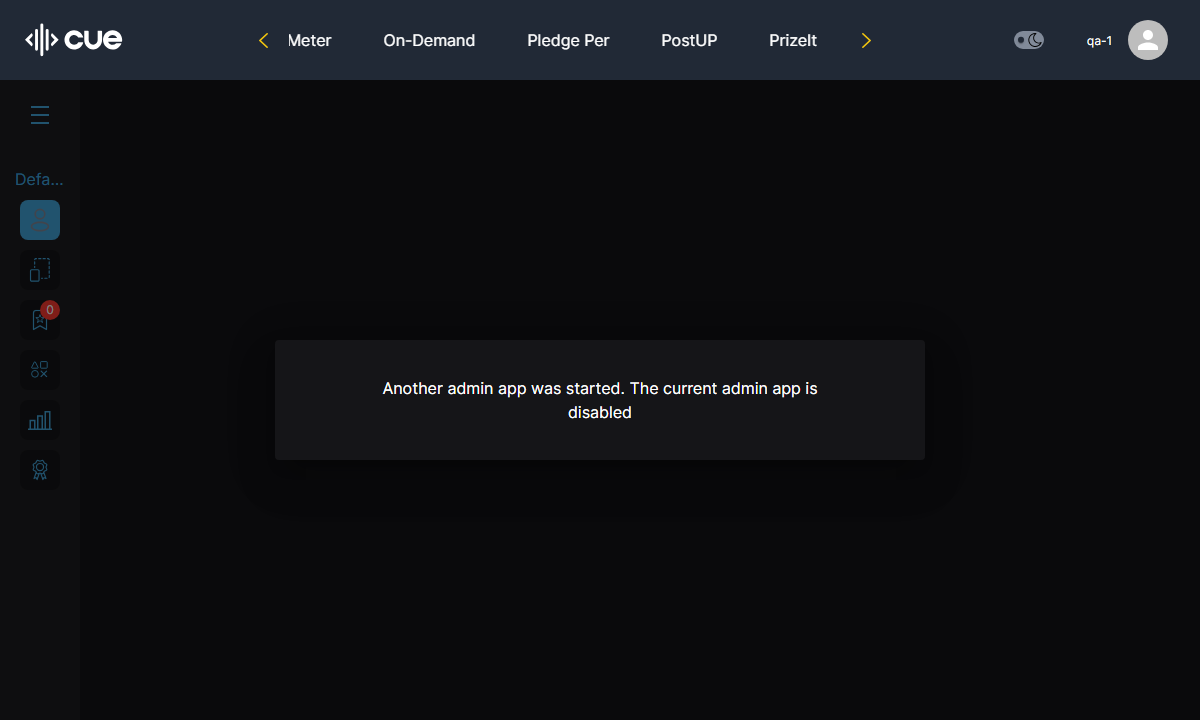 cue
Meter
On-Demand
Pledge Per
PostUP
PrizeIt
qa-1
Defa...
0
Another admin app was started. The current admin app is
disabled